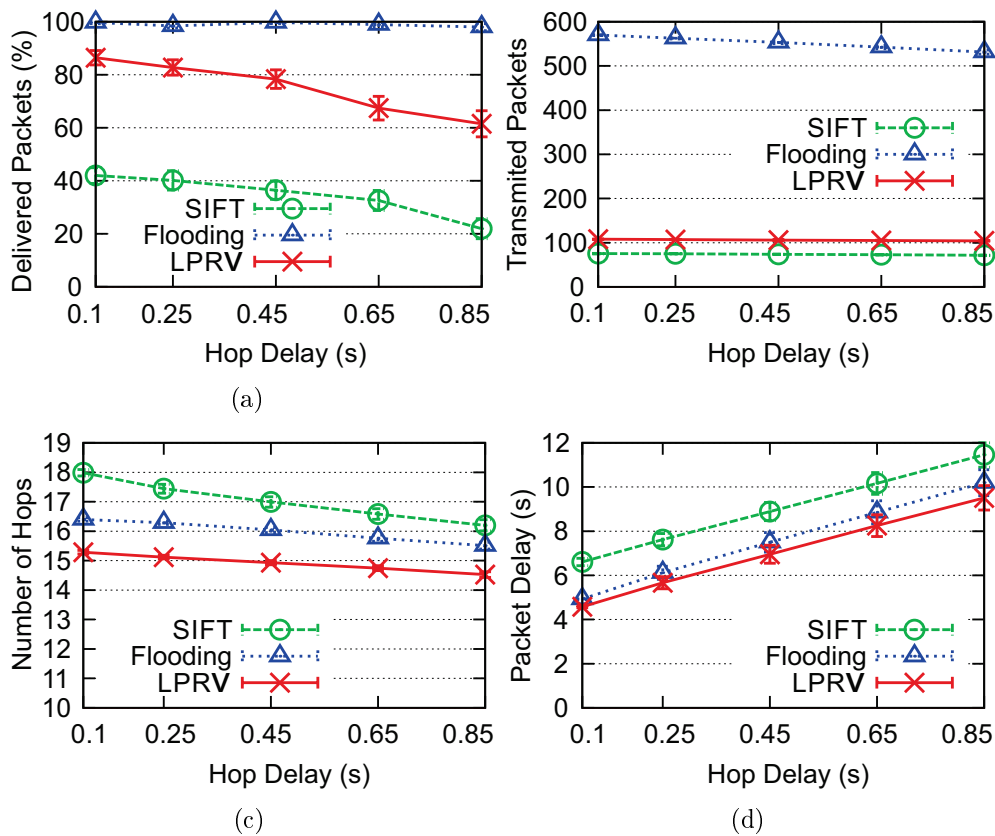 Delivered Packets (%)
100
80
60
40
20
0
SIFT
Flooding
LPRV
0.1 0.25 0.45 0.65 0.85
Hop Delay (s)
(a)
Transmited Packets
600
500
400
300
200
100
0
SIFT
Flooding
LPRV
0.1 0.25 0.45 0.65 0.85
Hop Delay (s)
Number of Hops
19
18
17
16
15
14
13
12
11
10
SIFT
Flooding
LPRV
0.1 0.25 0.45 0.65 0.85
Hop Delay (s)
(c)
Packet Delay (s)
12
10
8
6
4
2
0
SIFT
Flooding
LPRV
0.1 0.25 0.45 0.65 0.85
Hop Delay (s)
(d)